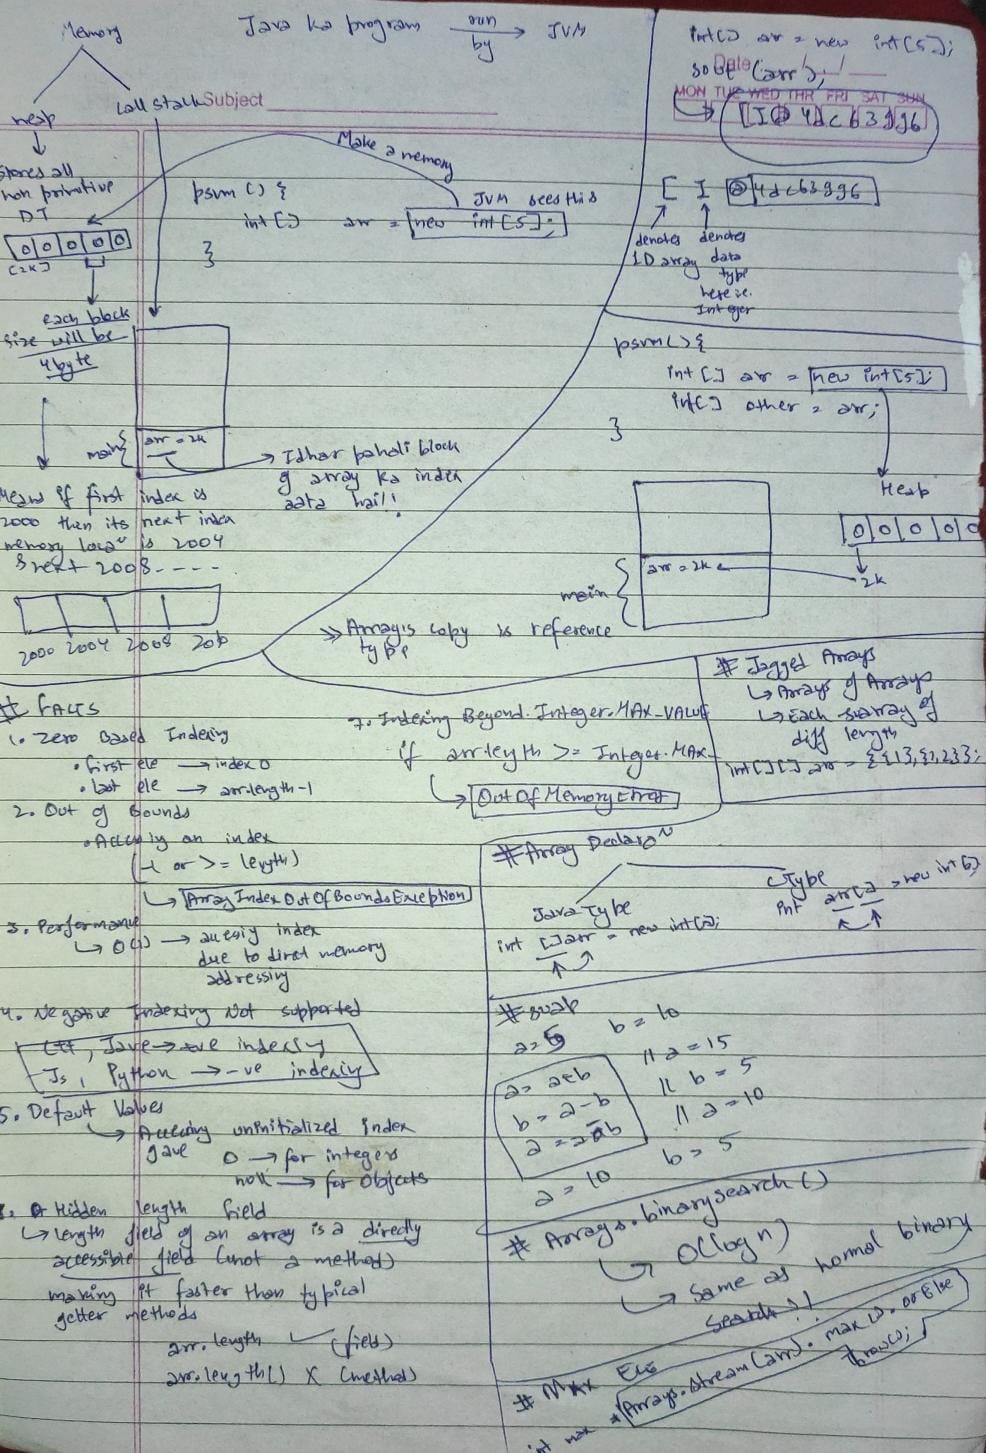 Memory
Java ka program run by → JVM
heap
call stack
Subject
stores all
non primitive
DT
0 0 0 0 0
[2K]
each block
size will be
4 byte
Make a memory
psvm () {
JVM sees this
int[] arr = new int[5];
}
main
arr = 2k
→ Idhar pahali block
of array ka index
aata hai!!
Means if first index is
2000 then its next index
memory loca^n is 2004
& next 2008 - - - -
2000 2004 2008 2016
int[] arr = new int[5];
Date / /
sout (arr);
MON TUE WED THR FRI SAT SUN
→ [I@4dc63996
[ I @4dc63996
denotes
1D array
denotes
data
type
here i.e.
Integer
psvm() {
int [] arr = new int[5];
int[] other = arr;
}
Heap
0 0 0 0 0
2k
main
arr = 2k
>> Array's copy is reference
type
# Jagged Arrays
↳ Arrays of Arrays
↳ Each subarray of
diff length
int[][] arr = {{1},{1,2}};
# FACTS
1. Zero Based Indexing
• first ele → index 0
• last ele → arr.length-1
2. Out of Bounds
• Accessing an index
(-1 or >= length)
↳ ArrayIndexOutOfBoundsException
3. Performance
↳ O(1) → accessing index
due to direct memory
addressing
4. Negative Indexing Not supported
C++, Java → +ve indexing
Js, Python → -ve indexing
5. Default Values
↳ Accessing uninitialized index
gave
0 → for integers
null → for Objects
Hidden length field
↳ length field of an array is a directly
accessible field (not a method)
making it faster than typical
getter methods
arr.length ✓ (field)
arr.length() X (method)
7. Indexing Beyond Integer.MAX_VALUE
if arr.length >= Integer.MAX_
↳ OutOfMemoryError
# Array Declaro^n
Java Type
int []arr = new int[2];
C Type
int arr[] = new int[5];
# swap
a=5 b = 10
a= a+b // a = 15
b = a-b // b = 5
a = a-b // a = 10
a = 10 b = 5
# Arrays.binarySearch()
↳ O(log n)
↳ Same as normal binary
search!!
# MAX Ele
int max = Arrays.stream(arr).max().orElse
throw();